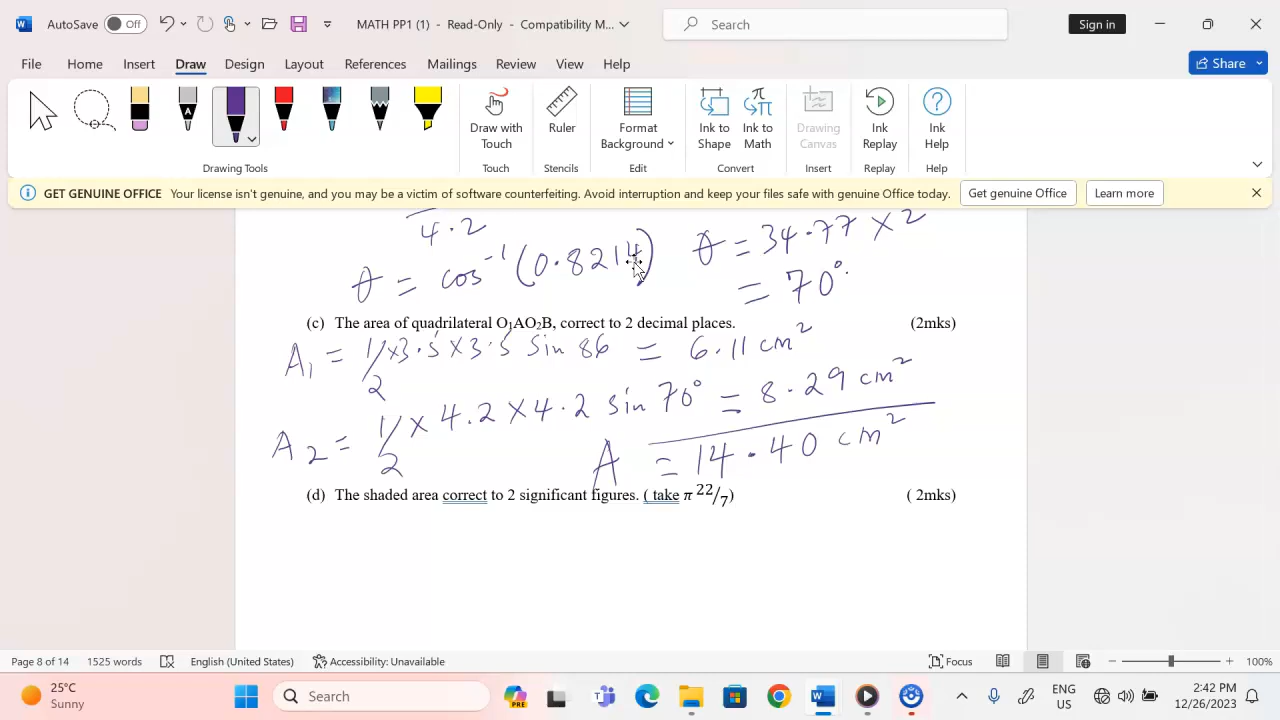 AutoSave Off MATH PP1 (1) - Read-Only - Compatibility M... Search Sign in
File Home Insert Draw Design Layout References Mailings Review View Help Share
Draw with Touch Ruler Format Background Ink to Shape Ink to Math Drawing Canvas Ink Replay Ink Help
Drawing Tools Touch Stencils Edit Convert Insert Replay Help
GET GENUINE OFFICE Your license isn't genuine, and you may be a victim of software counterfeiting. Avoid interruption and keep your files safe with genuine Office today. Get genuine Office Learn more
4.2
θ = cos⁻¹(0.8214)
θ = 34.77 × 2
= 70°.
(c) The area of quadrilateral O₁AO₂B, correct to 2 decimal places. (2mks)
A₁ = 1/2 × 3.5 × 3.5 sin 86 = 6.11 cm²
A₂ = 1/2 × 4.2 × 4.2 sin 70° = 8.29 cm²
A = 14.40 cm²
(d) The shaded area correct to 2 significant figures. ( take π 22/7) ( 2mks)
Page 8 of 14 1525 words English (United States) Accessibility: Unavailable Focus 100%
25°C
Sunny
Search
ENG
US
2:42 PM
12/26/2023